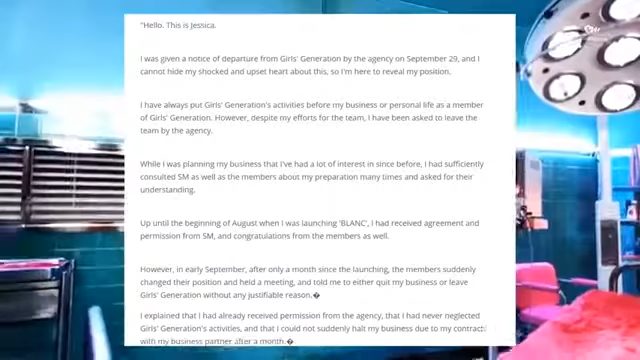 "Hello. This is Jessica.
I was given a notice of departure from Girls' Generation by the agency on September 29, and I
cannot hide my shocked and upset heart about this, so I'm here to reveal my position.
I have always put Girls' Generation's activities before my business or personal life as a member
of Girls' Generation. However, despite my efforts for the team, I have been asked to leave the
team by the agency.
While I was planning my business that I've had a lot of interest in since before, I had sufficiently
consulted SM as well as the members about my preparation many times and asked for their
understanding.
Up until the beginning of August when I was launching 'BLANC', I had received agreement and
permission from SM, and congratulations from the members as well.
However, in early September, after only a month since the launching, the members suddenly
changed their position and held a meeting, and told me to either quit my business or leave
Girls' Generation without any justifiable reason.�
I explained that I had already received permission from the agency, that I had never neglected
Girls' Generation's activities, and that I could not suddenly halt my business due to my contract
with my business partner after a month.�